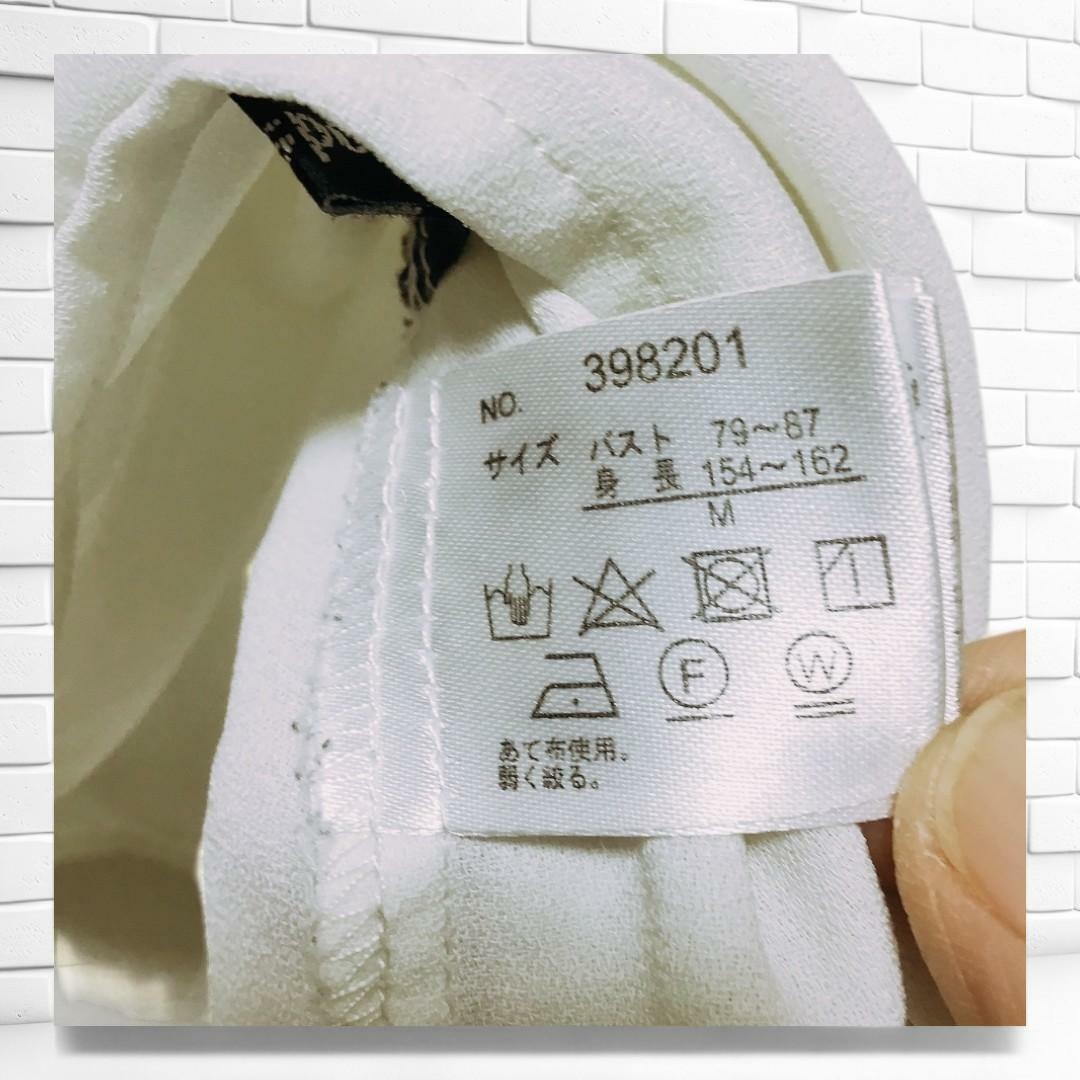 NO. 398201
サイズ バスト 79〜87
身長 154〜162
M
F
W
あて布使用。
弱く絞る。